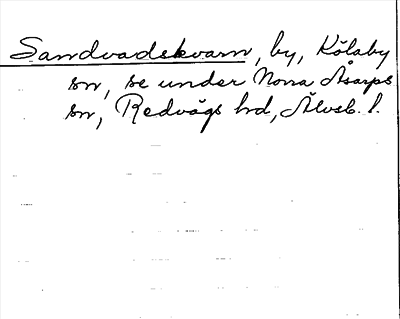 Sandvadskvarn, by, Kölaby
sn, se under Norra Åsarps
sn, Redvägs hd, Älvsb. l.